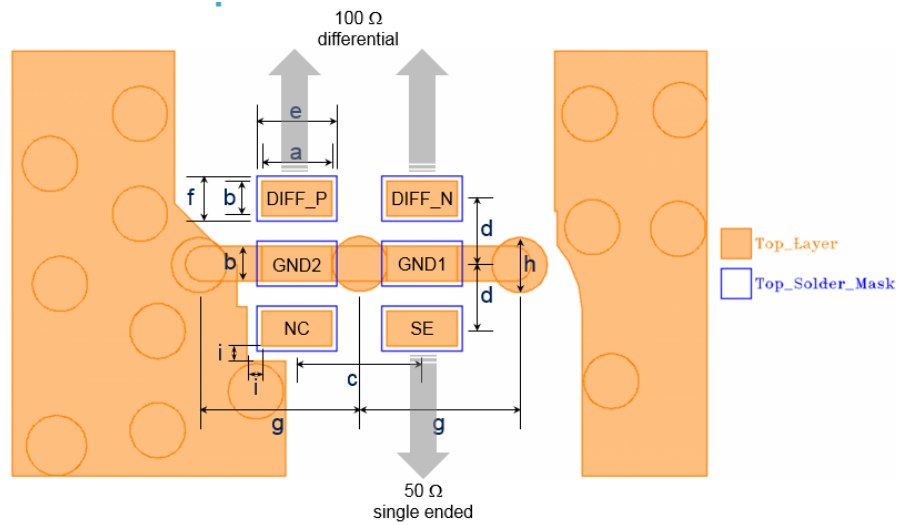 100 Ω
differential
e
a
f
b
DIFF_P
DIFF_N
d
b
GND2
GND1
h
Top_Layer
Top_Solder_Mask
d
NC
SE
i
i
c
g
g
50 Ω
single ended